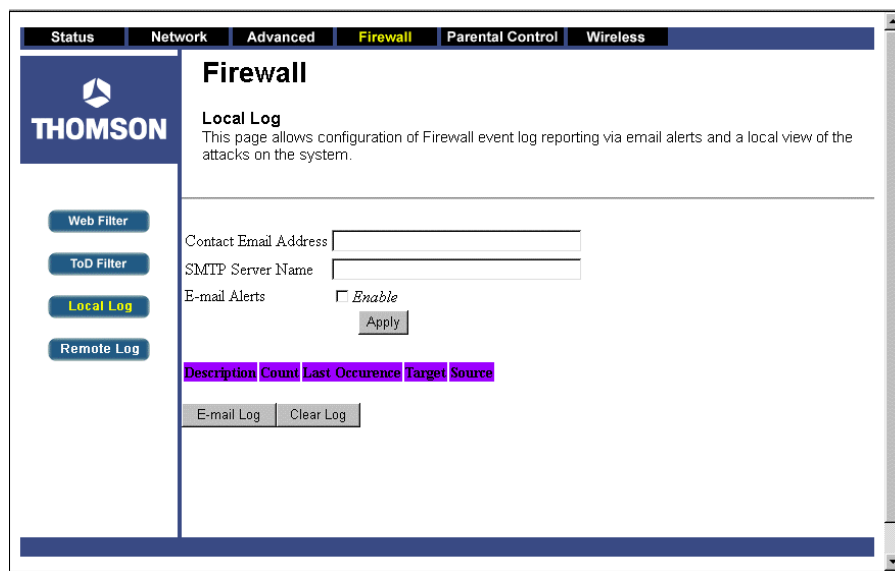 Status Network Advanced Firewall Parental Control Wireless
THOMSON
Firewall
Local Log
This page allows configuration of Firewall event log reporting via email alerts and a local view of the
attacks on the system.
Web Filter
ToD Filter
Local Log
Remote Log
Contact Email Address
SMTP Server Name
E-mail Alerts Enable
Apply
Description Count Last Occurence Target Source
E-mail Log Clear Log